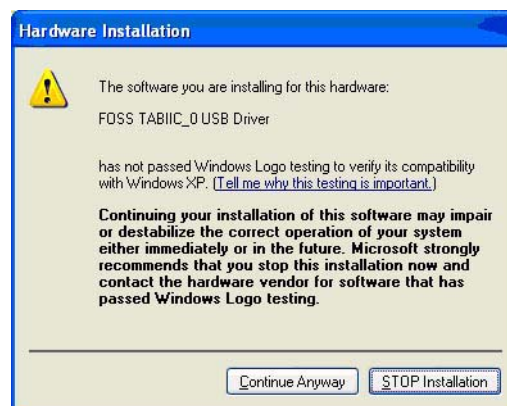 Hardware Installation
The software you are installing for this hardware:
FOSS TABIIC_0 USB Driver
has not passed Windows Logo testing to verify its compatibility
with Windows XP. (Tell me why this testing is important.)
Continuing your installation of this software may impair
or destabilize the correct operation of your system
either immediately or in the future. Microsoft strongly
recommends that you stop this installation now and
contact the hardware vendor for software that has
passed Windows Logo testing.
Continue Anyway
STOP Installation